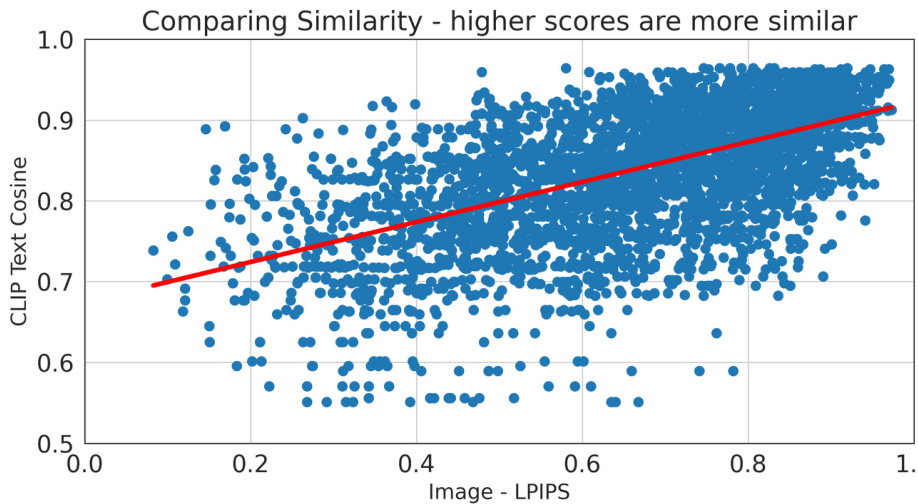 Comparing Similarity - higher scores are more similar
1.0
0.9
0.8
0.7
0.6
0.5
CLIP Text Cosine
0.0 0.2 0.4 0.6 0.8 1.
Image - LPIPS